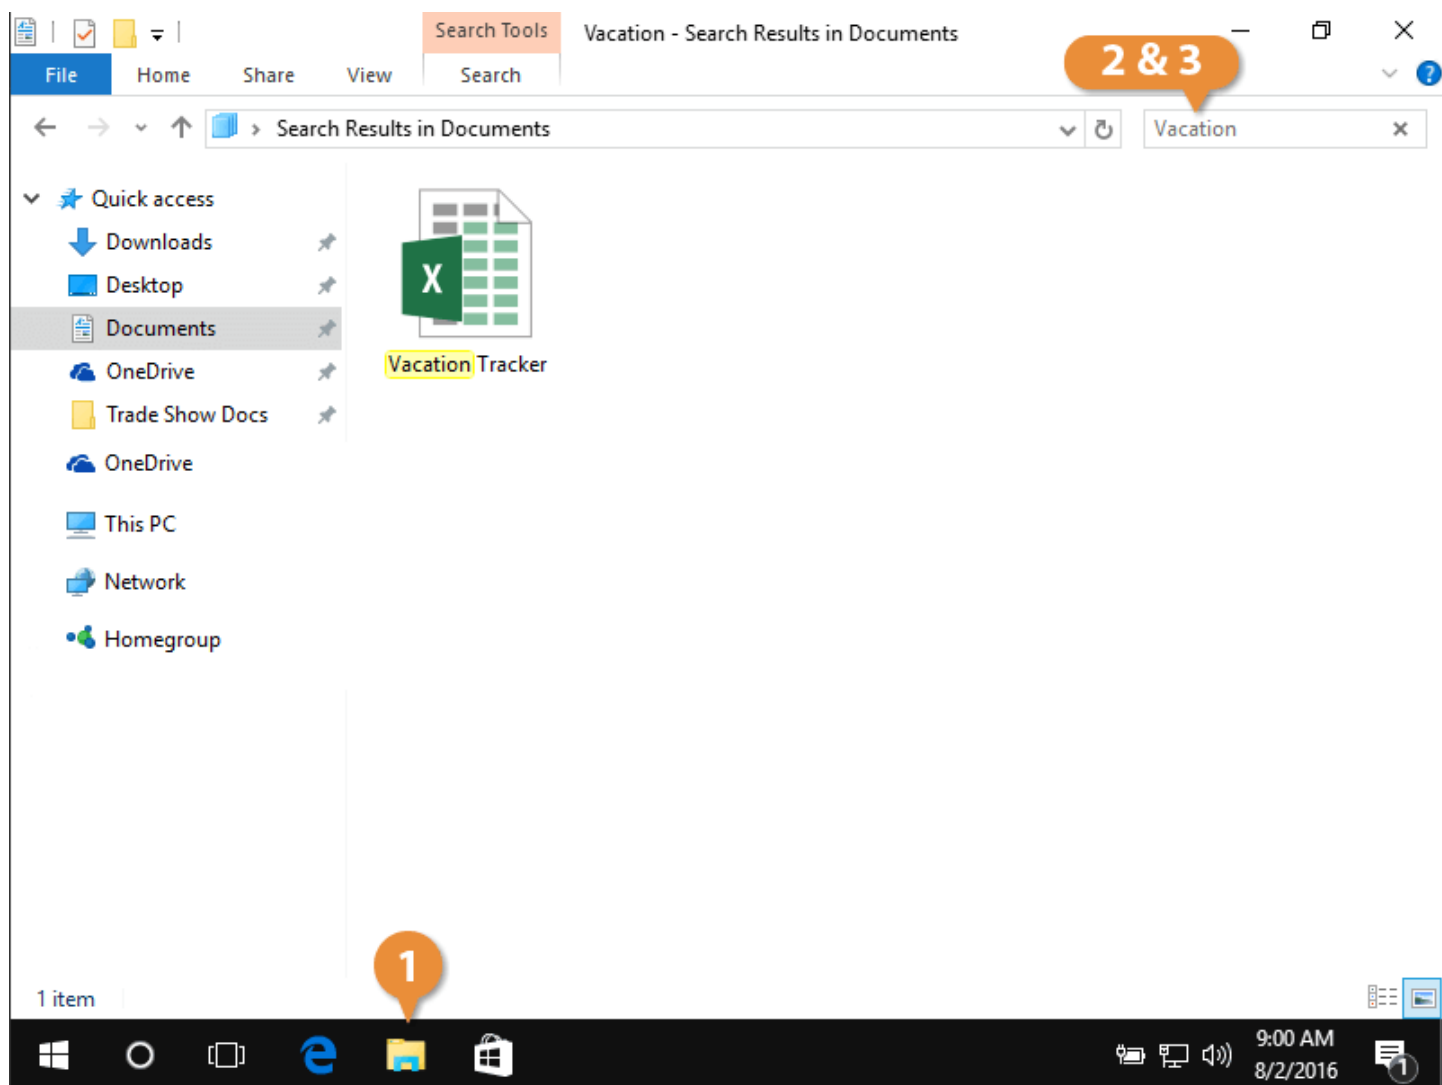 Search Tools
Vacation - Search Results in Documents
2 & 3
File Home Share View Search
?
Search Results in Documents
Vacation
Quick access
Downloads
Desktop
Documents
OneDrive
Trade Show Docs
OneDrive
This PC
Network
Homegroup
X
Vacation Tracker
1
1 item
9:00 AM
8/2/2016
1